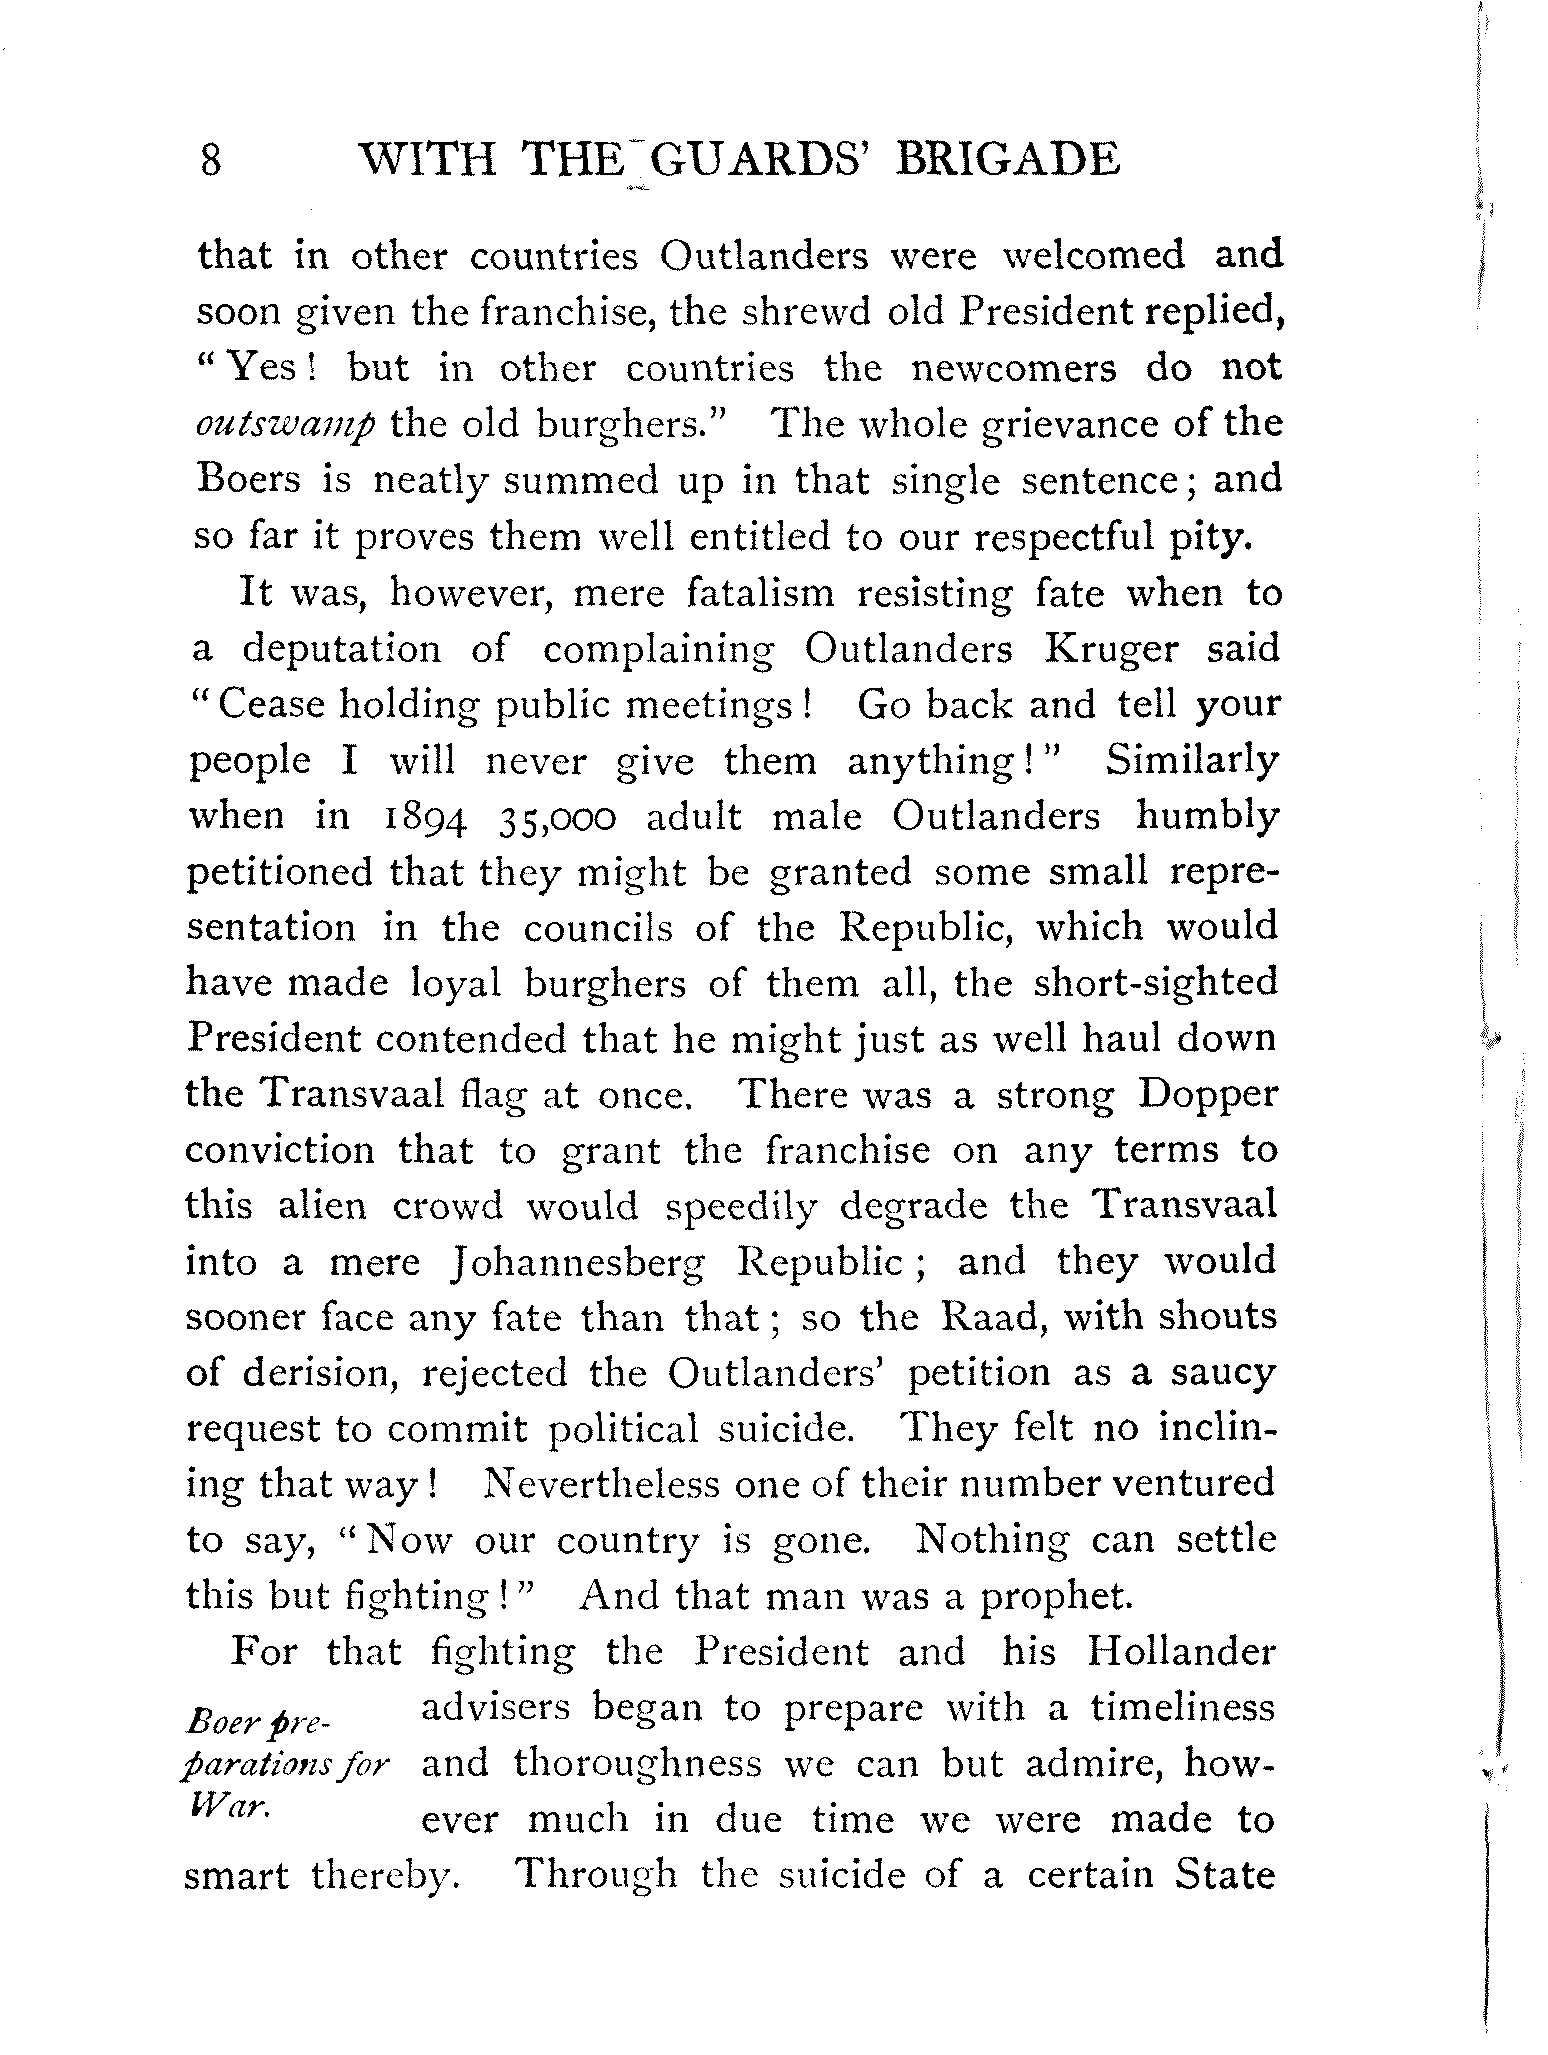 8 WITH THE GUARDS' BRIGADE
that in other countries Outlanders were welcomed and
soon given the franchise, the shrewd old President replied,
“Yes! but in other countries the newcomers do not
outswamp the old burghers.” The whole grievance of the
Boers is neatly summed up in that single sentence; and
so far it proves them well entitled to our respectful pity.
It was, however, mere fatalism resisting fate when to
a deputation of complaining Outlanders Kruger said
“Cease holding public meetings! Go back and tell your
people I will never give them anything!” Similarly
when in 1894 35,000 adult male Outlanders humbly
petitioned that they might be granted some small repre-
sentation in the councils of the Republic, which would
have made loyal burghers of them all, the short-sighted
President contended that he might just as well haul down
the Transvaal flag at once. There was a strong Dopper
conviction that to grant the franchise on any terms to
this alien crowd would speedily degrade the Transvaal
into a mere Johannesberg Republic; and they would
sooner face any fate than that; so the Raad, with shouts
of derision, rejected the Outlanders' petition as a saucy
request to commit political suicide. They felt no inclin-
ing that way! Nevertheless one of their number ventured
to say, “Now our country is gone. Nothing can settle
this but fighting!” And that man was a prophet.
For that fighting the President and his Hollander
Boer pre-
parations for
War.
advisers began to prepare with a timeliness
and thoroughness we can but admire, how-
ever much in due time we were made to
smart thereby. Through the suicide of a certain State